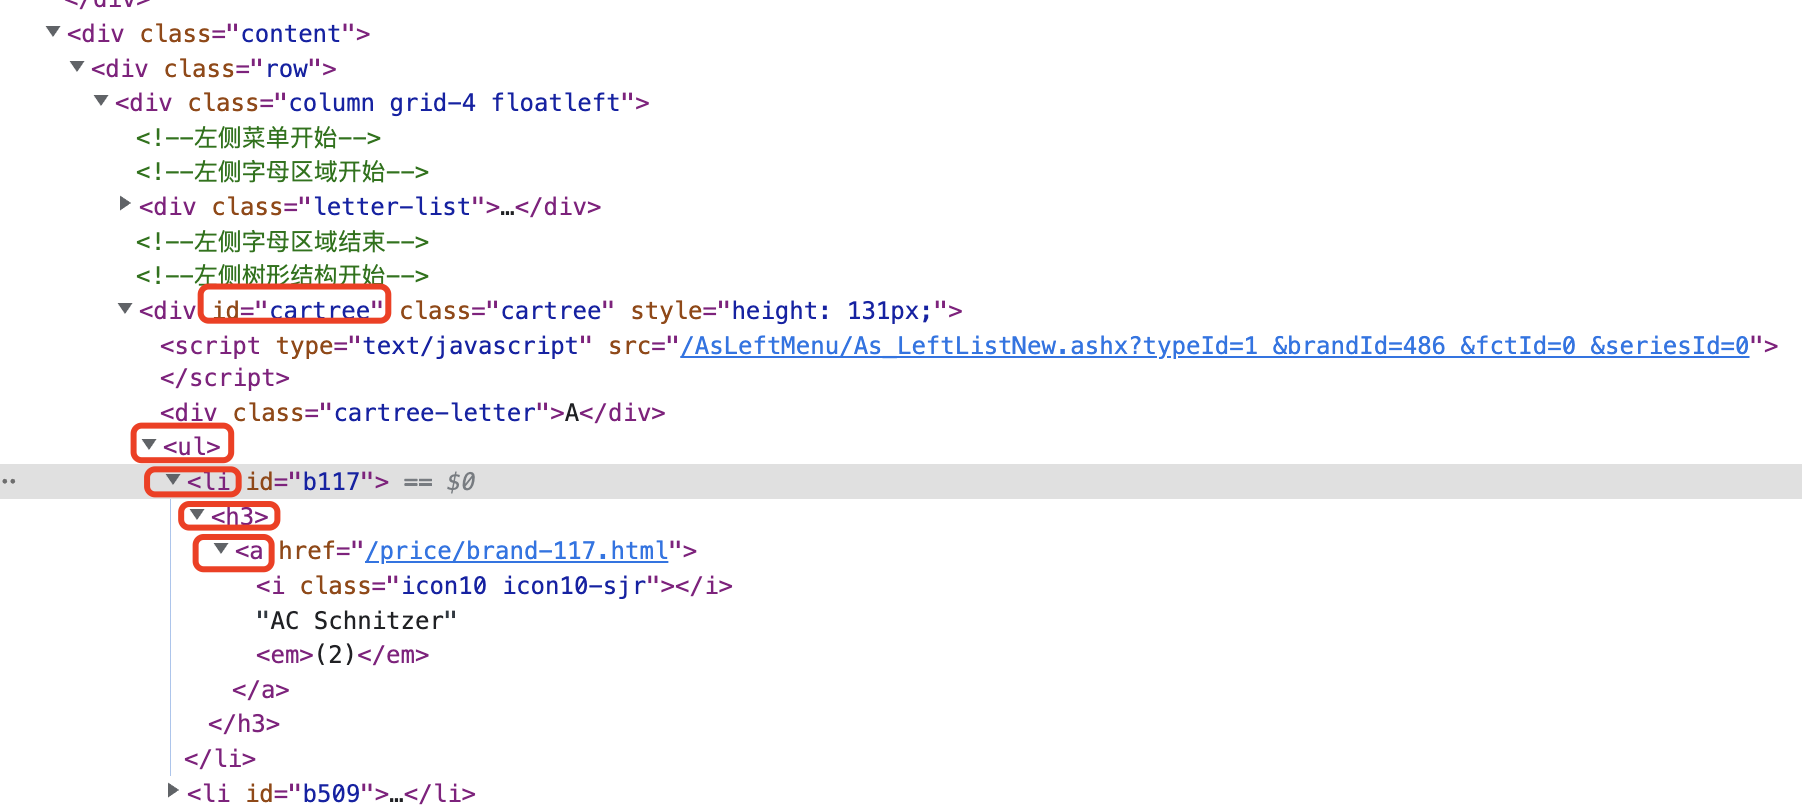 </div>
<div class="content">
<div class="row">
<div class="column grid-4 floatleft">
<!--左侧菜单开始-->
<!--左侧字母区域开始-->
<div class="letter-list">…</div>
<!--左侧字母区域结束-->
<!--左侧树形结构开始-->
<div id="cartree" class="cartree" style="height: 131px;">
<script type="text/javascript" src="/AsLeftMenu/As_LeftListNew.ashx?typeId=1 &brandId=486 &fctId=0 &seriesId=0">
</script>
<div class="cartree-letter">A</div>
<ul>
<li id="b117"> == $0
<h3>
<a href="/price/brand-117.html">
<i class="icon10 icon10-sjr"></i>
"AC Schnitzer"
<em>(2)</em>
</a>
</h3>
</li>
<li id="b509">…</li>